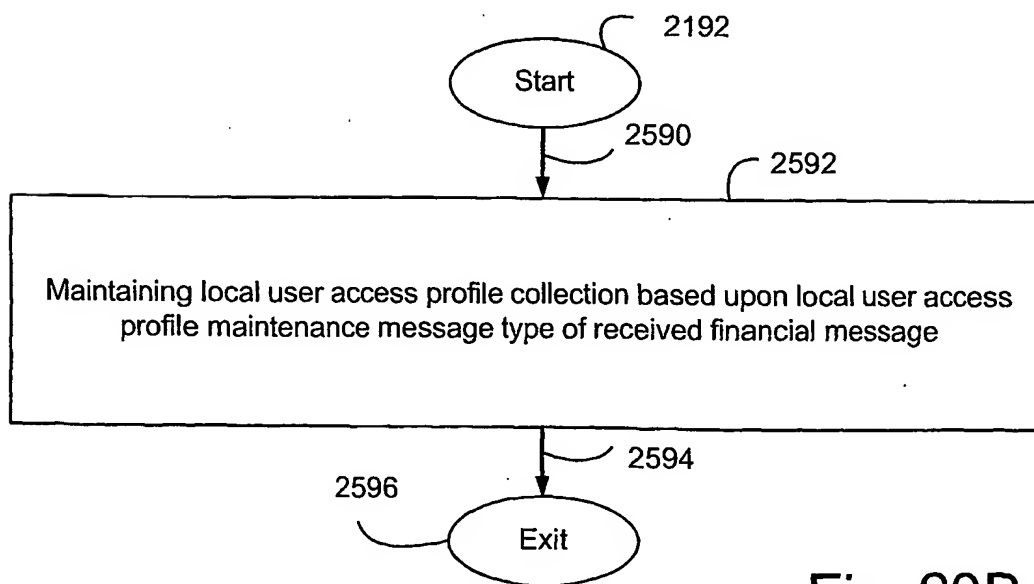 2192
Start
2590
2592
Maintaining local user access profile collection based upon local user access
profile maintenance message type of received financial message
2594
2596
Exit